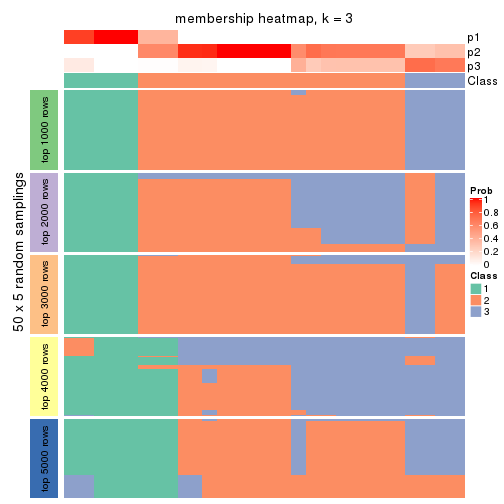 membership heatmap, k = 3
p1
p2
p3
Class
50 x 5 random samplings
top 1000 rows
top 2000 rows
top 3000 rows
top 4000 rows
top 5000 rows
Prob
1
0.8
0.6
0.4
0.2
0
Class
1
2
3